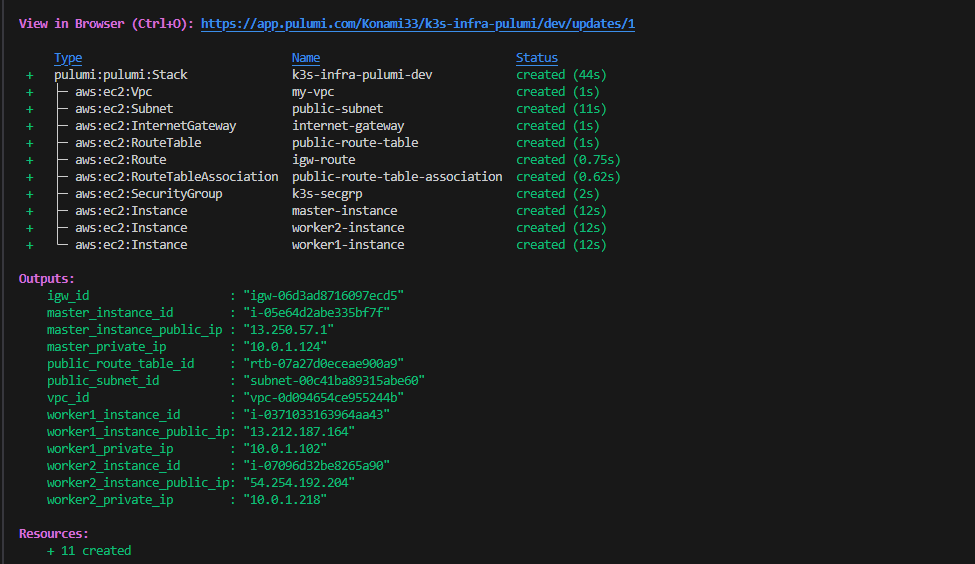 View in Browser (Ctrl+O): https://app.pulumi.com/Konami33/k3s-infra-pulumi/dev/updates/1
Type Name Status
+ pulumi:pulumi:Stack k3s-infra-pulumi-dev created (44s)
+ ├─ aws:ec2:Vpc my-vpc created (1s)
+ ├─ aws:ec2:Subnet public-subnet created (11s)
+ ├─ aws:ec2:InternetGateway internet-gateway created (1s)
+ ├─ aws:ec2:RouteTable public-route-table created (1s)
+ ├─ aws:ec2:Route igw-route created (0.75s)
+ ├─ aws:ec2:RouteTableAssociation public-route-table-association created (0.62s)
+ ├─ aws:ec2:SecurityGroup k3s-secgrp created (2s)
+ ├─ aws:ec2:Instance master-instance created (12s)
+ ├─ aws:ec2:Instance worker2-instance created (12s)
+ └─ aws:ec2:Instance worker1-instance created (12s)
Outputs:
igw_id : "igw-06d3ad8716097ecd5"
master_instance_id : "i-05e64d2abe335bf7f"
master_instance_public_ip : "13.250.57.1"
master_private_ip : "10.0.1.124"
public_route_table_id : "rtb-07a27d0eceae900a9"
public_subnet_id : "subnet-00c41ba89315abe60"
vpc_id : "vpc-0d094654ce955244b"
worker1_instance_id : "i-0371033163964aa43"
worker1_instance_public_ip: "13.212.187.164"
worker1_private_ip : "10.0.1.102"
worker2_instance_id : "i-07096d32be8265a90"
worker2_instance_public_ip: "54.254.192.204"
worker2_private_ip : "10.0.1.218"
Resources:
+ 11 created